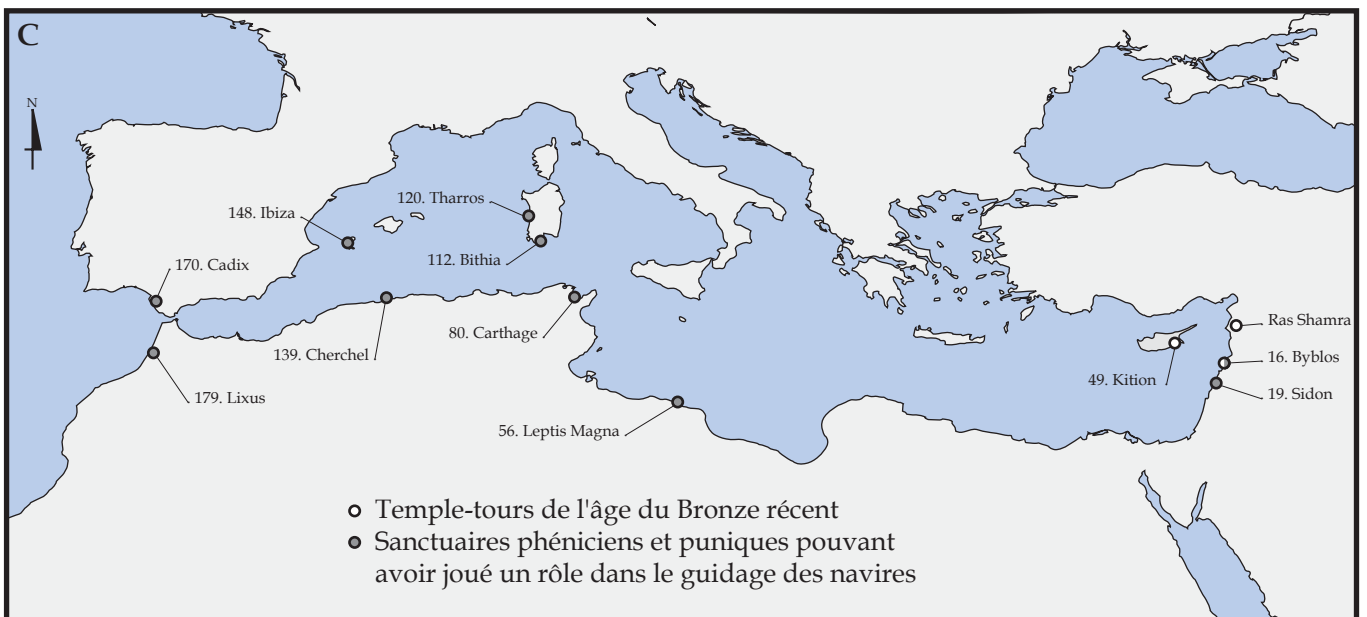 C
N
120. Tharros
148. Ibiza
112. Bithia
170. Cadix
80. Carthage
Ras Shamra
139. Cherchel
16. Byblos
49. Kition
19. Sidon
179. Lixus
56. Leptis Magna
Temple-tours de l'âge du Bronze récent
Sanctuaires phéniciens et puniques pouvant
avoir joué un rôle dans le guidage des navires